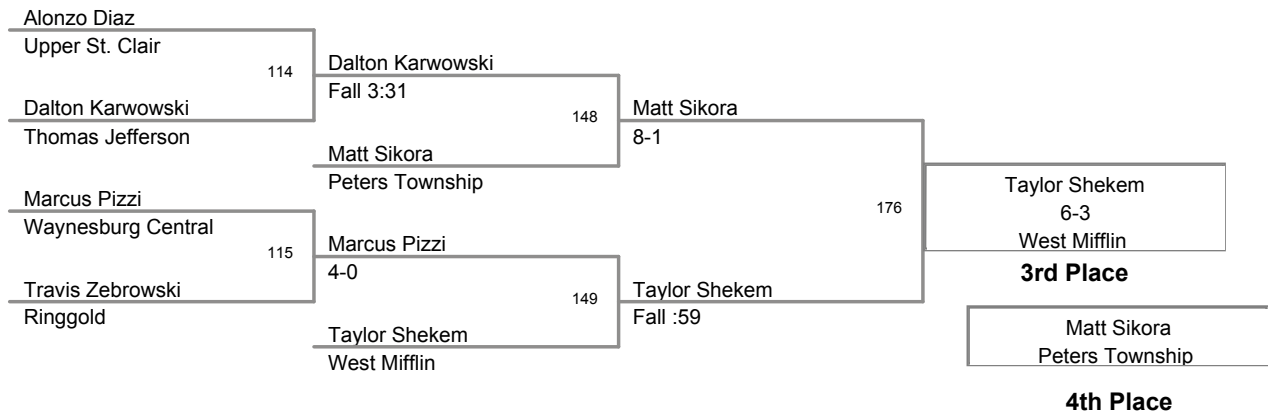 Alonzo Diaz
Upper St. Clair
114
Dalton Karwowski
Fall 3:31
Dalton Karwowski
Thomas Jefferson
148
Matt Sikora
8-1
Matt Sikora
Peters Township
Marcus Pizzi
Waynesburg Central
176
Taylor Shekem
6-3
West Mifflin
3rd Place
115
Marcus Pizzi
4-0
Travis Zebrowski
Ringgold
149
Taylor Shekem
Fall :59
Taylor Shekem
West Mifflin
Matt Sikora
Peters Township
4th Place